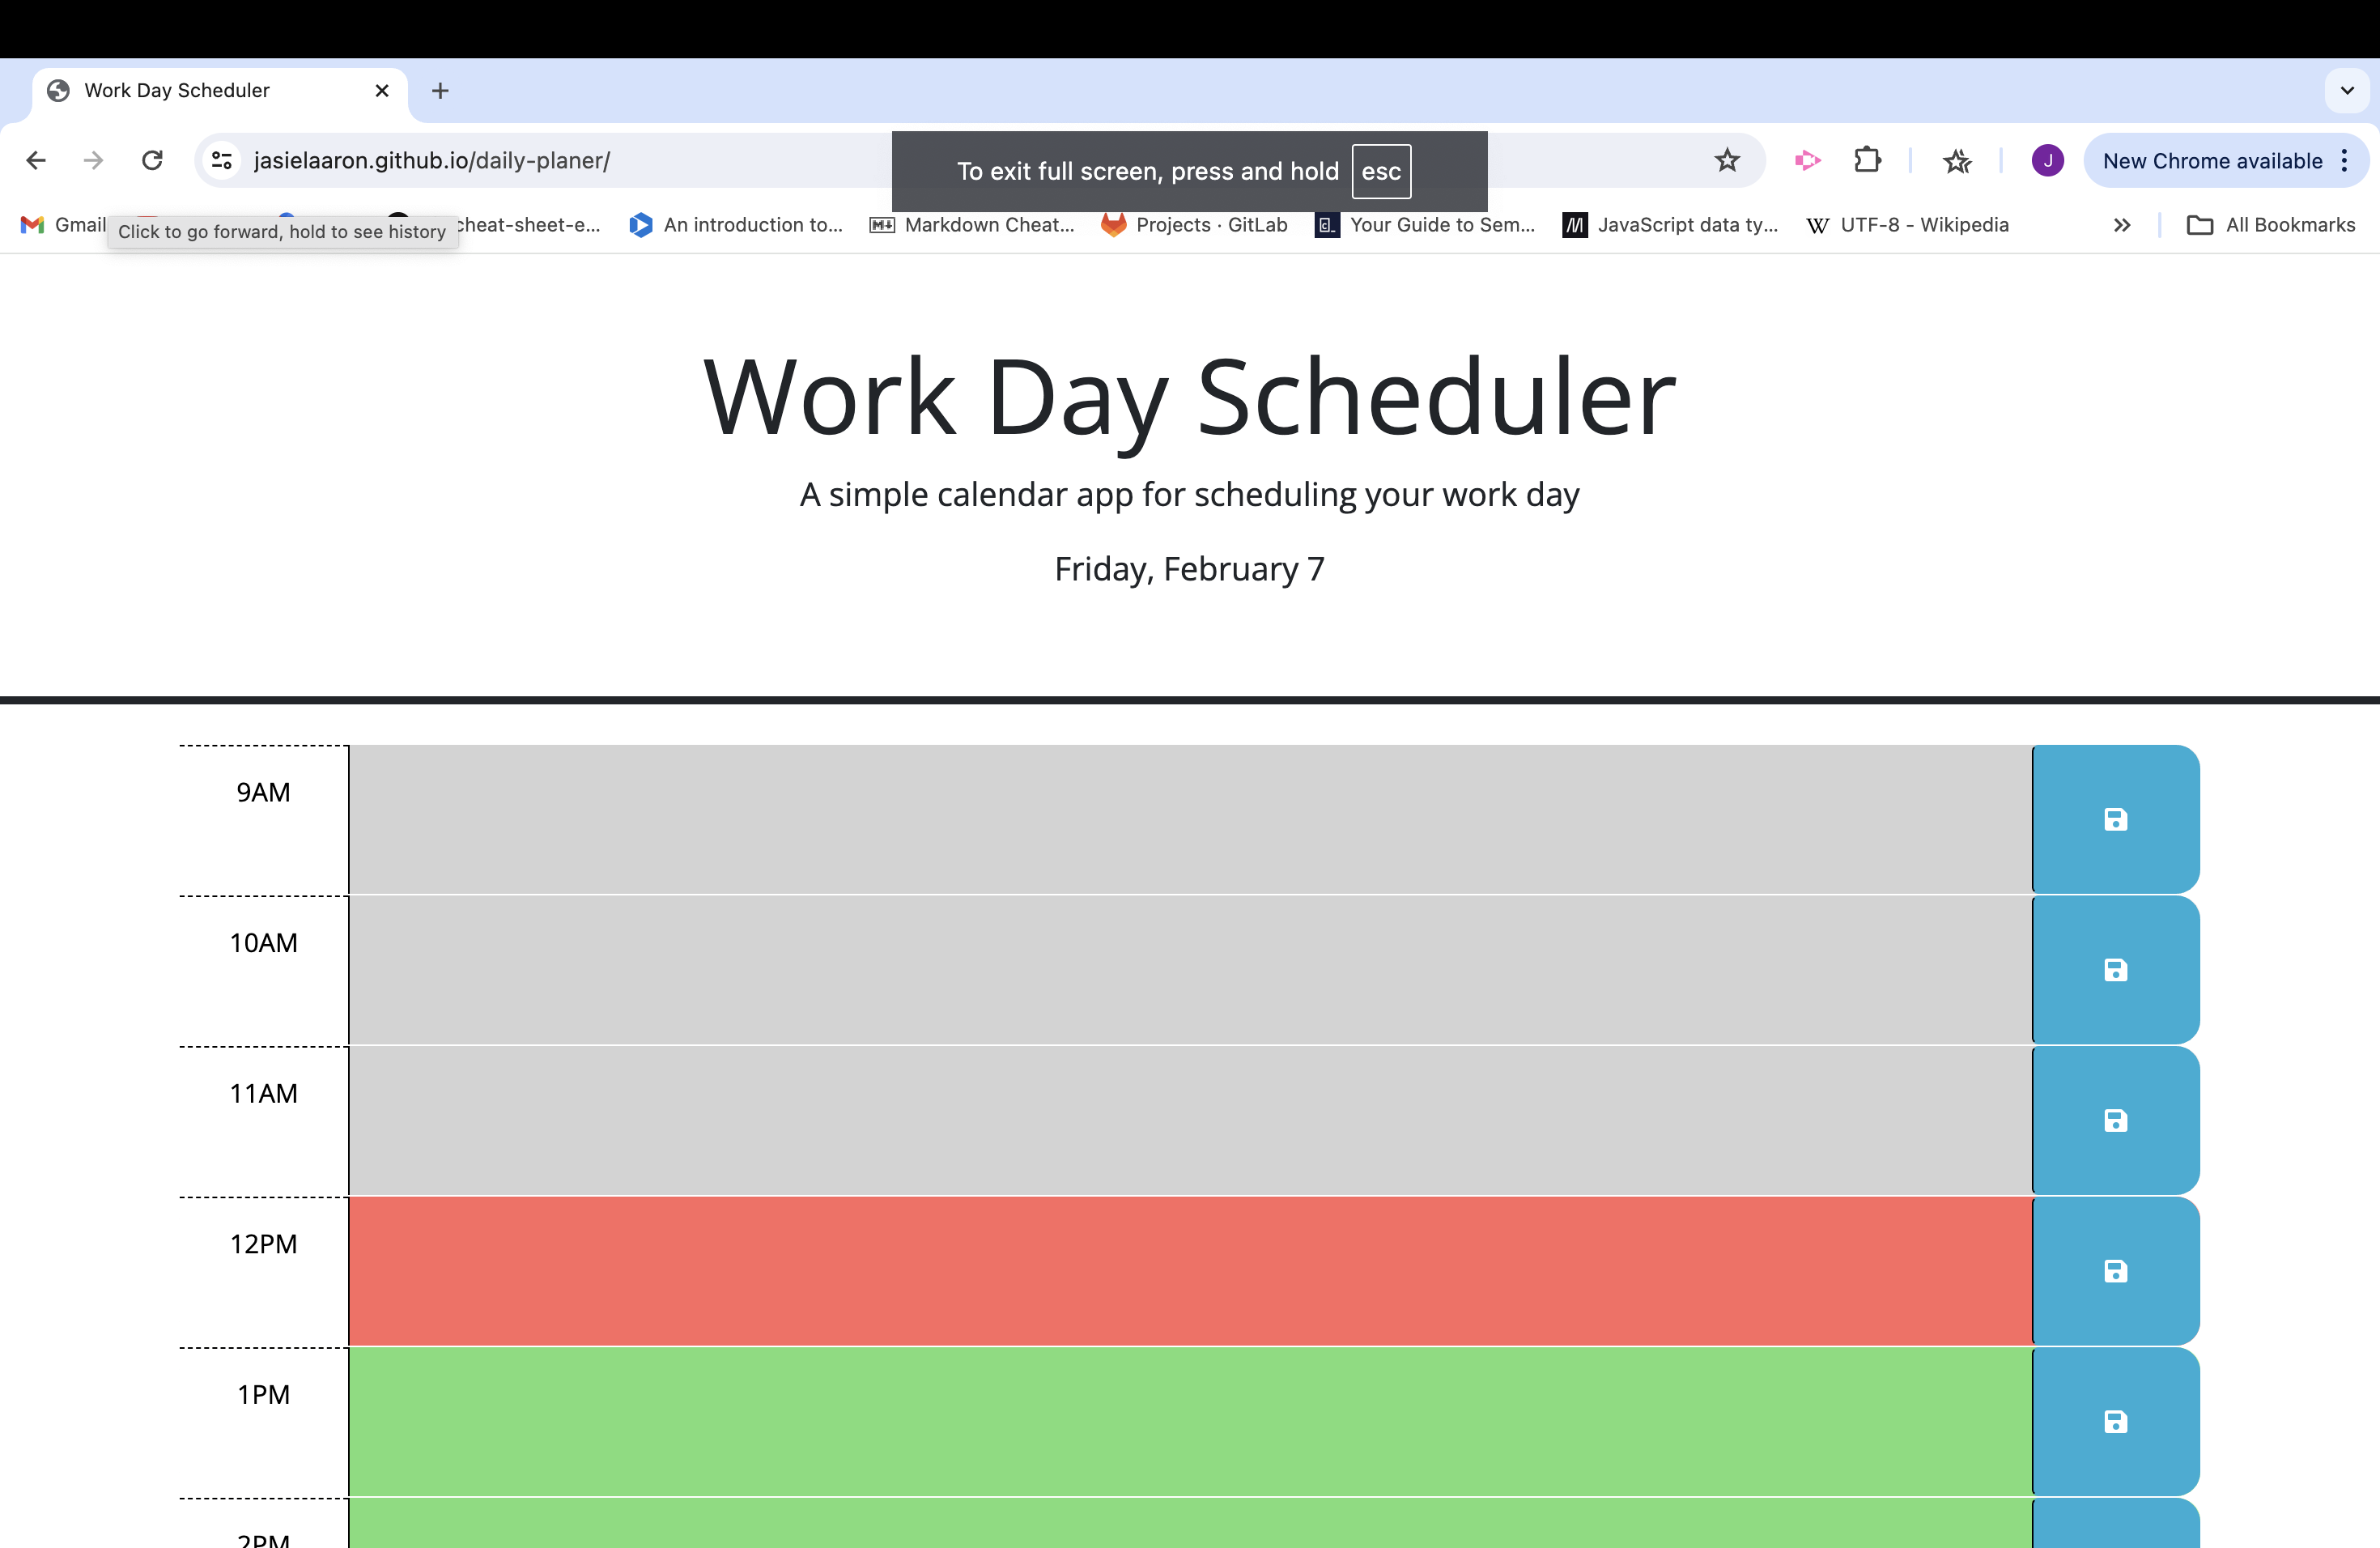 Work Day Scheduler
jasielaaron.github.io/daily-planer/
To exit full screen, press and hold esc
J
New Chrome available
Gmail
Click to go forward, hold to see history
cheat-sheet-e...
An introduction to...
Markdown Cheat...
Projects · GitLab
Your Guide to Sem...
JavaScript data ty...
W UTF-8 - Wikipedia
All Bookmarks
Work Day Scheduler
A simple calendar app for scheduling your work day
Friday, February 7
9AM
10AM
11AM
12PM
1PM
2PM